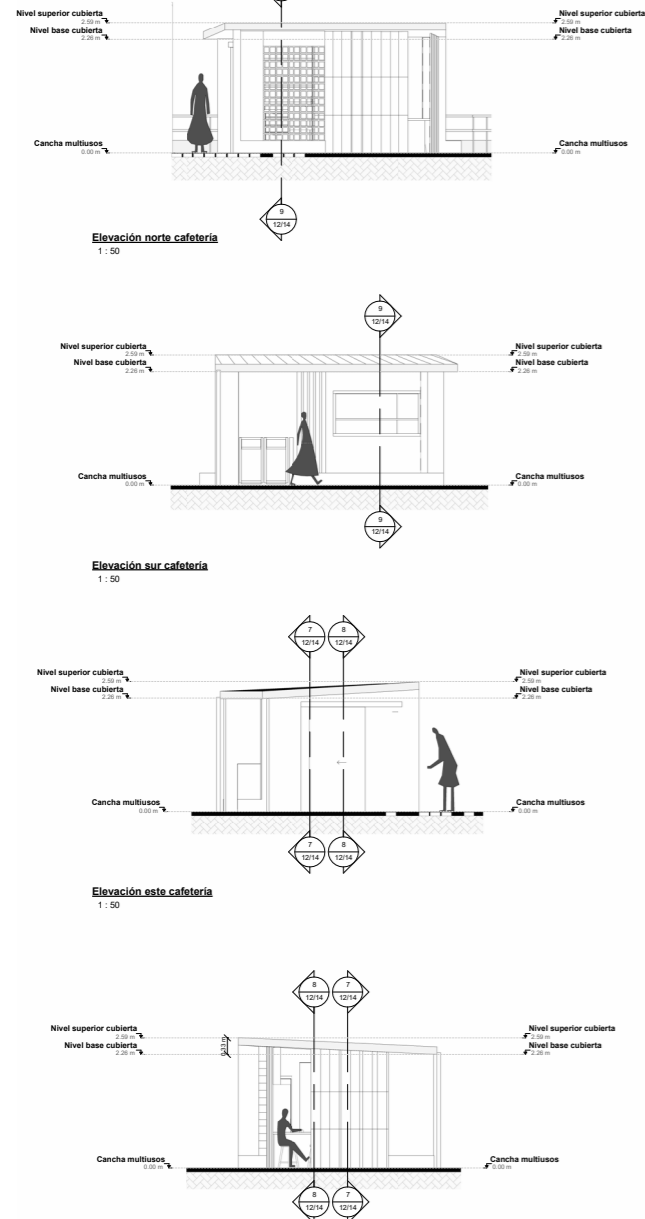 Nivel superior cubierta
2.59 m
Nivel base cubierta
2.26 m
Cancha multiusos
0.00 m
Nivel superior cubierta
2.59 m
Nivel base cubierta
2.26 m
Cancha multiusos
0.00 m
9
12/14
Elevación norte cafetería
1 : 50
9
12/14
Nivel superior cubierta
2.59 m
Nivel base cubierta
2.26 m
Cancha multiusos
0.00 m
Nivel superior cubierta
2.59 m
Nivel base cubierta
2.26 m
Cancha multiusos
0.00 m
9
12/14
Elevación sur cafetería
1 : 50
7
12/14
8
12/14
Nivel superior cubierta
2.59 m
Nivel base cubierta
2.26 m
Cancha multiusos
0.00 m
Nivel superior cubierta
2.59 m
Nivel base cubierta
2.26 m
Cancha multiusos
0.00 m
7
12/14
8
12/14
Elevación este cafetería
1 : 50
8
12/14
7
12/14
Nivel superior cubierta
2.59 m
Nivel base cubierta
2.26 m
0.33 m
Cancha multiusos
0.00 m
Nivel superior cubierta
2.59 m
Nivel base cubierta
2.26 m
Cancha multiusos
0.00 m
8
12/14
7
12/14